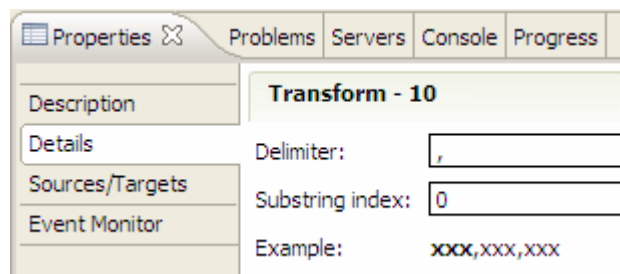 Properties Problems Servers Console Progress
Description
Details
Sources/Targets
Event Monitor
Transform - 10
Delimiter: ,
Substring index: 0
Example: xxx,xxx,xxx